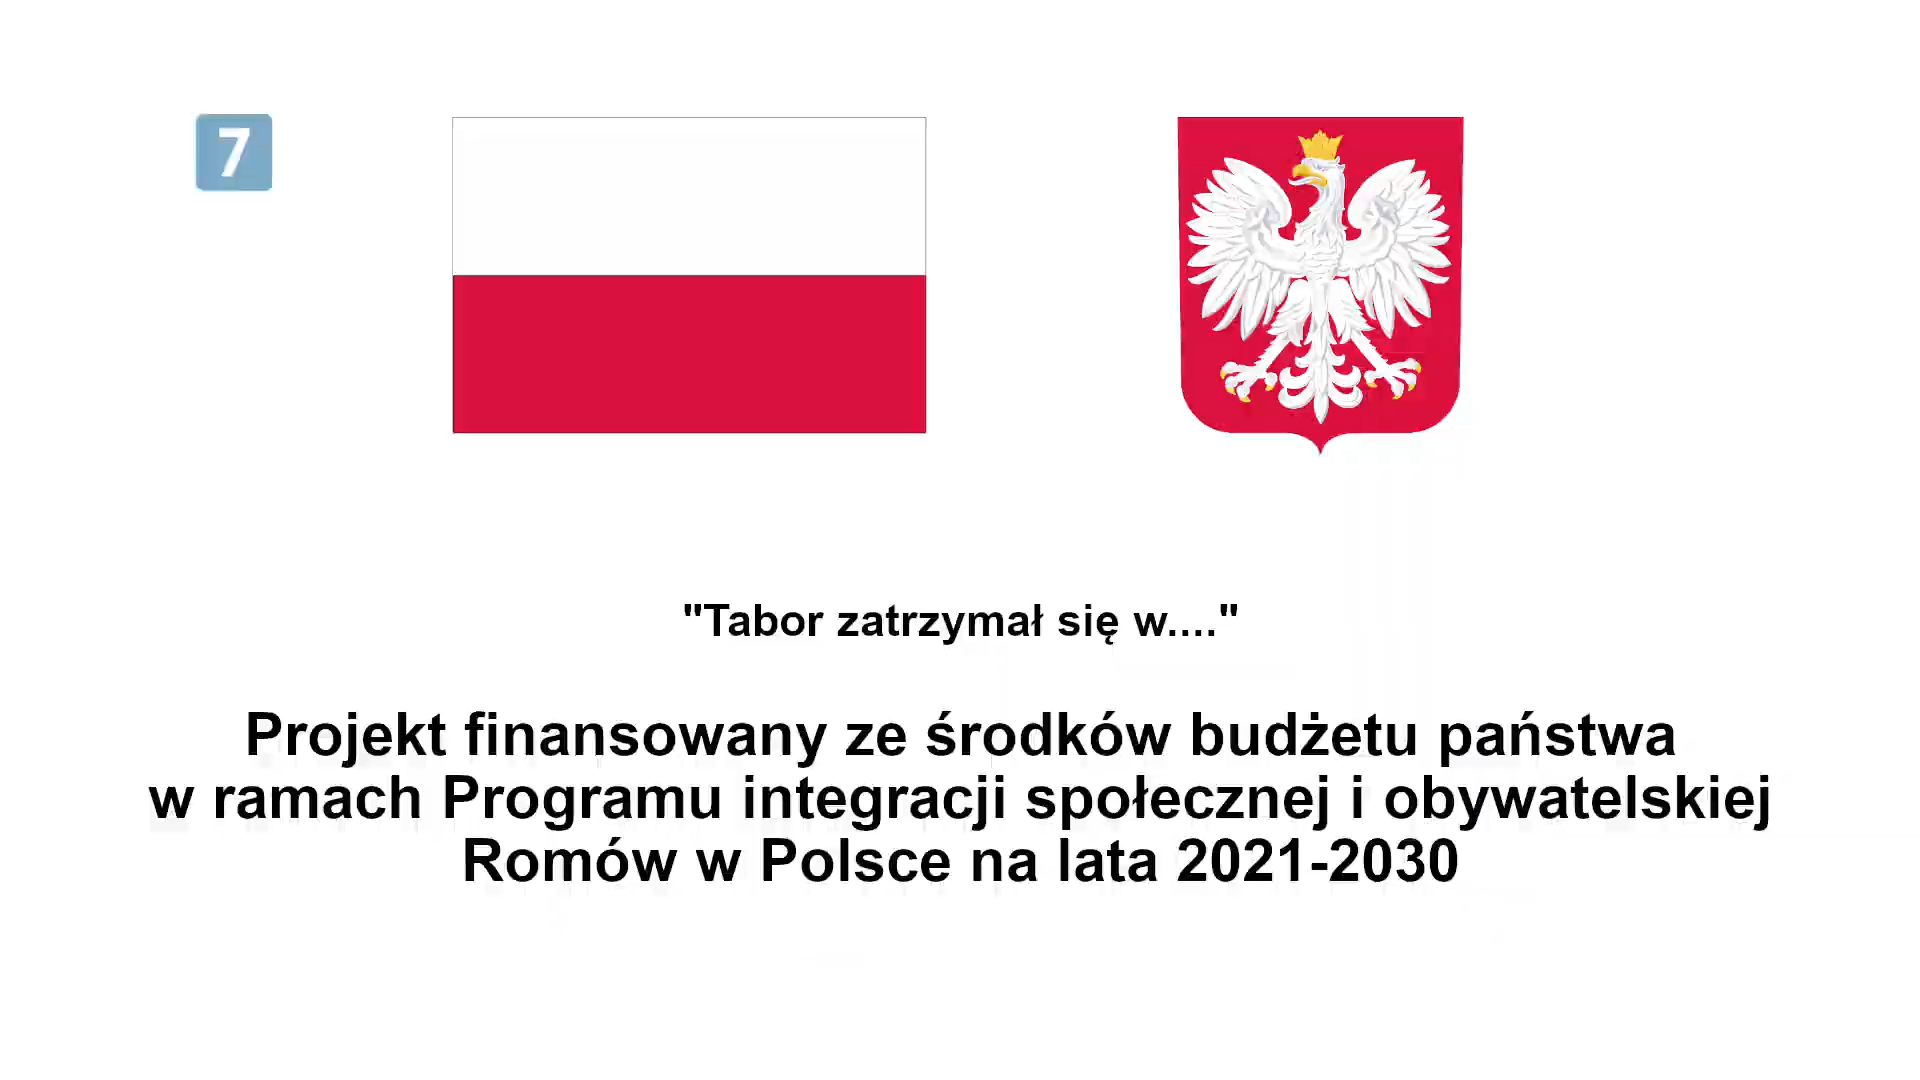 7
"Tabor zatrzymał się w...."
Projekt finansowany ze środków budżetu państwa
w ramach Programu integracji społecznej i obywatelskiej
Romów w Polsce na lata 2021-2030